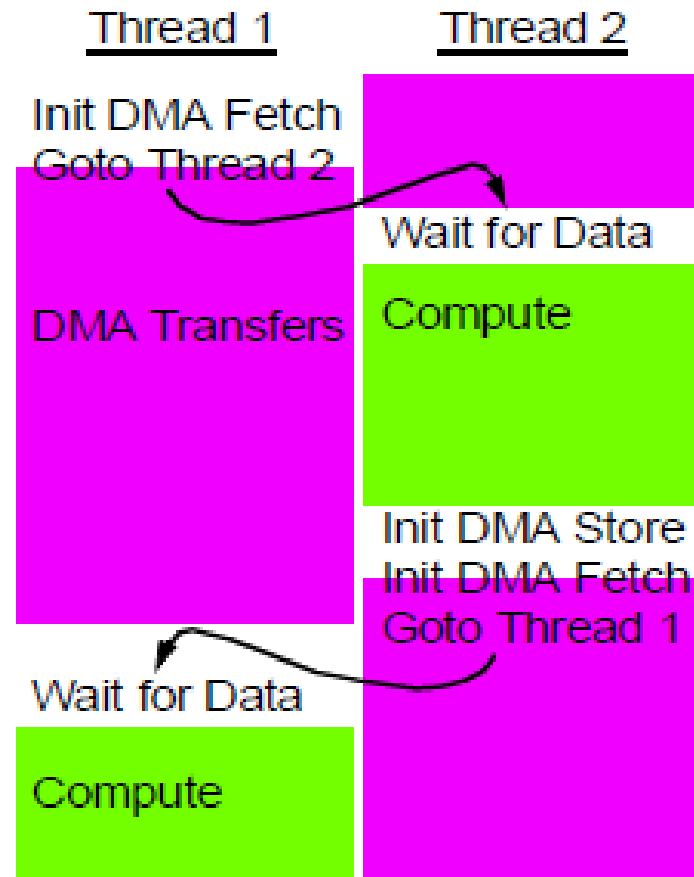 Thread 1
Init DMA Fetch
Goto Thread 2
DMA Transfers
Wait for Data
Compute
Thread 2
Wait for Data
Compute
Init DMA Store
Init DMA Fetch
Goto Thread 1